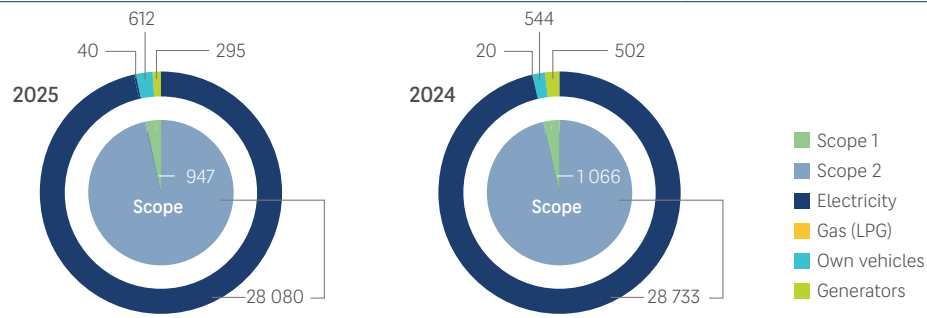 612
40
295
2025
947
Scope
28 080
544
20
502
2024
1 066
Scope
28 733
Scope 1
Scope 2
Electricity
Gas (LPG)
Own vehicles
Generators